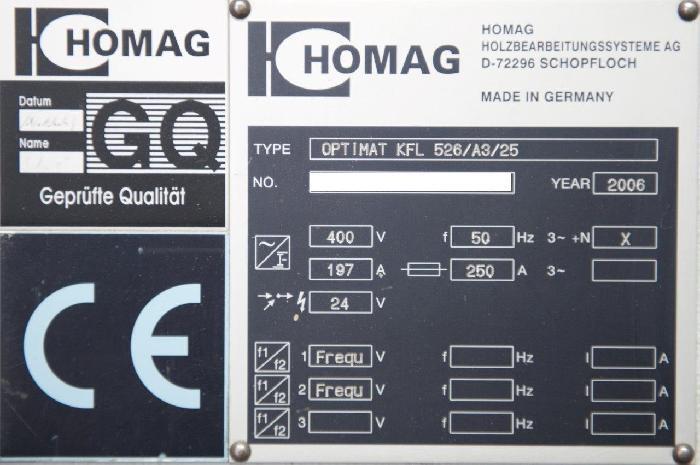 HOMAG
Datum
Name
GQ
Geprüfte Qualität
CE
HOMAG
HOMAG
HOLZBEARBEITUNGSSYSTEME AG
D-72296 SCHOPFLOCH
MADE IN GERMANY
TYPE OPTIMAT KFL 526/A3/25
NO. YEAR 2006
400 V f 50 Hz 3~ +N X
197 A 250 A 3~
24 V
f1/f2 1 Frequ V f Hz I A
f1/f2 2 Frequ V f Hz I A
f1/f2 3 V f Hz I A